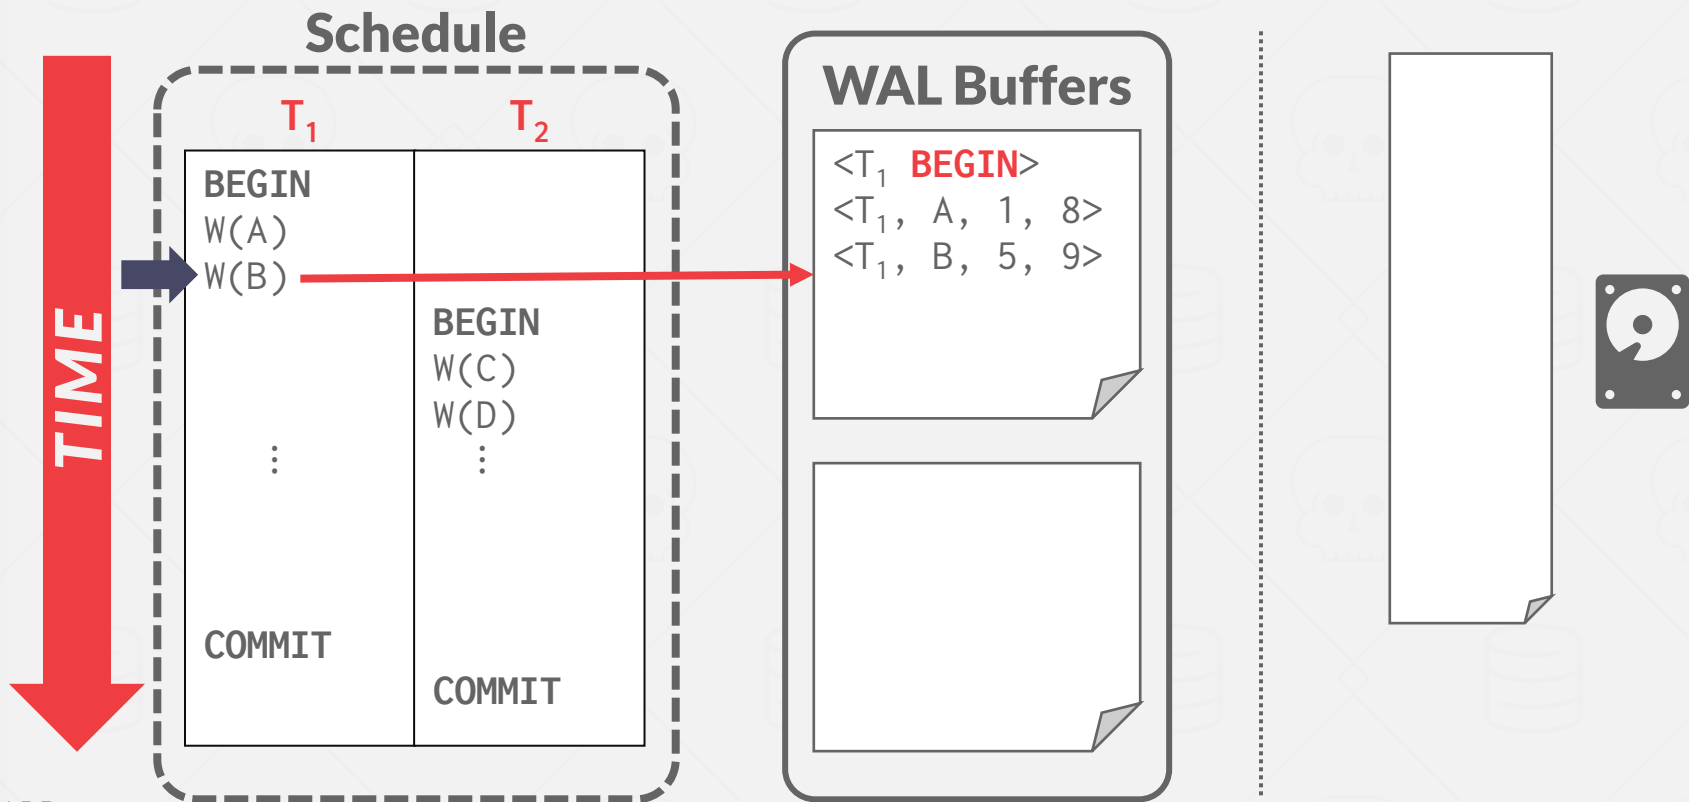 Schedule
TIME
T₁ T₂
BEGIN
W(A)
W(B)
⋮
COMMIT
BEGIN
W(C)
W(D)
⋮
COMMIT
WAL Buffers
<T₁ BEGIN>
<T₁, A, 1, 8>
<T₁, B, 5, 9>